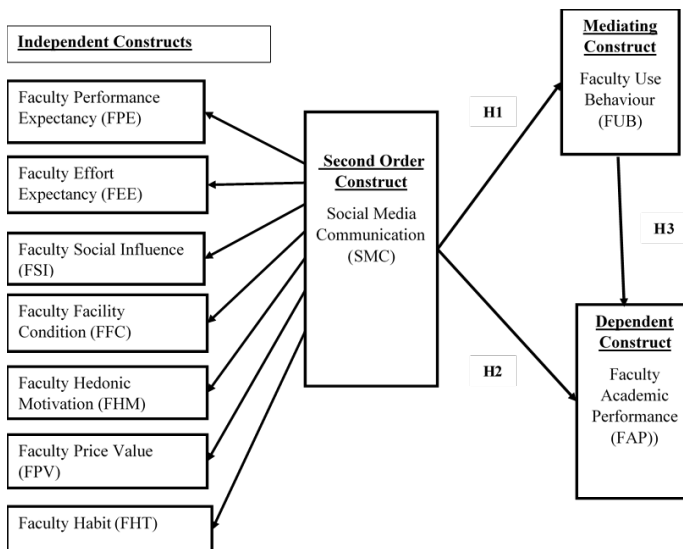 Independent Constructs
Faculty Performance
Expectancy (FPE)
Faculty Effort
Expectancy (FEE)
Faculty Social Influence
(FSI)
Faculty Facility
Condition (FFC)
Faculty Hedonic
Motivation (FHM)
Faculty Price Value
(FPV)
Faculty Habit (FHT)
Second Order
Construct
Social Media
Communication
(SMC)
H1
H2
Mediating
Construct
Faculty Use
Behaviour
(FUB)
H3
Dependent
Construct
Faculty
Academic
Performance
(FAP))